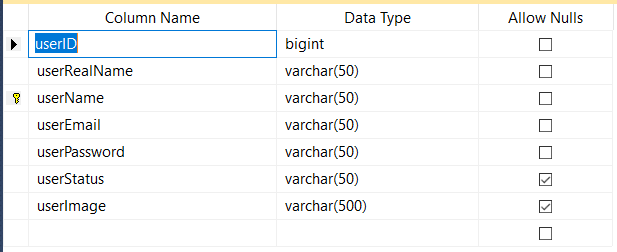 Column Name Data Type Allow Nulls
userID bigint
userRealName varchar(50)
userName varchar(50)
userEmail varchar(50)
userPassword varchar(50)
userStatus varchar(50)
userImage varchar(500)